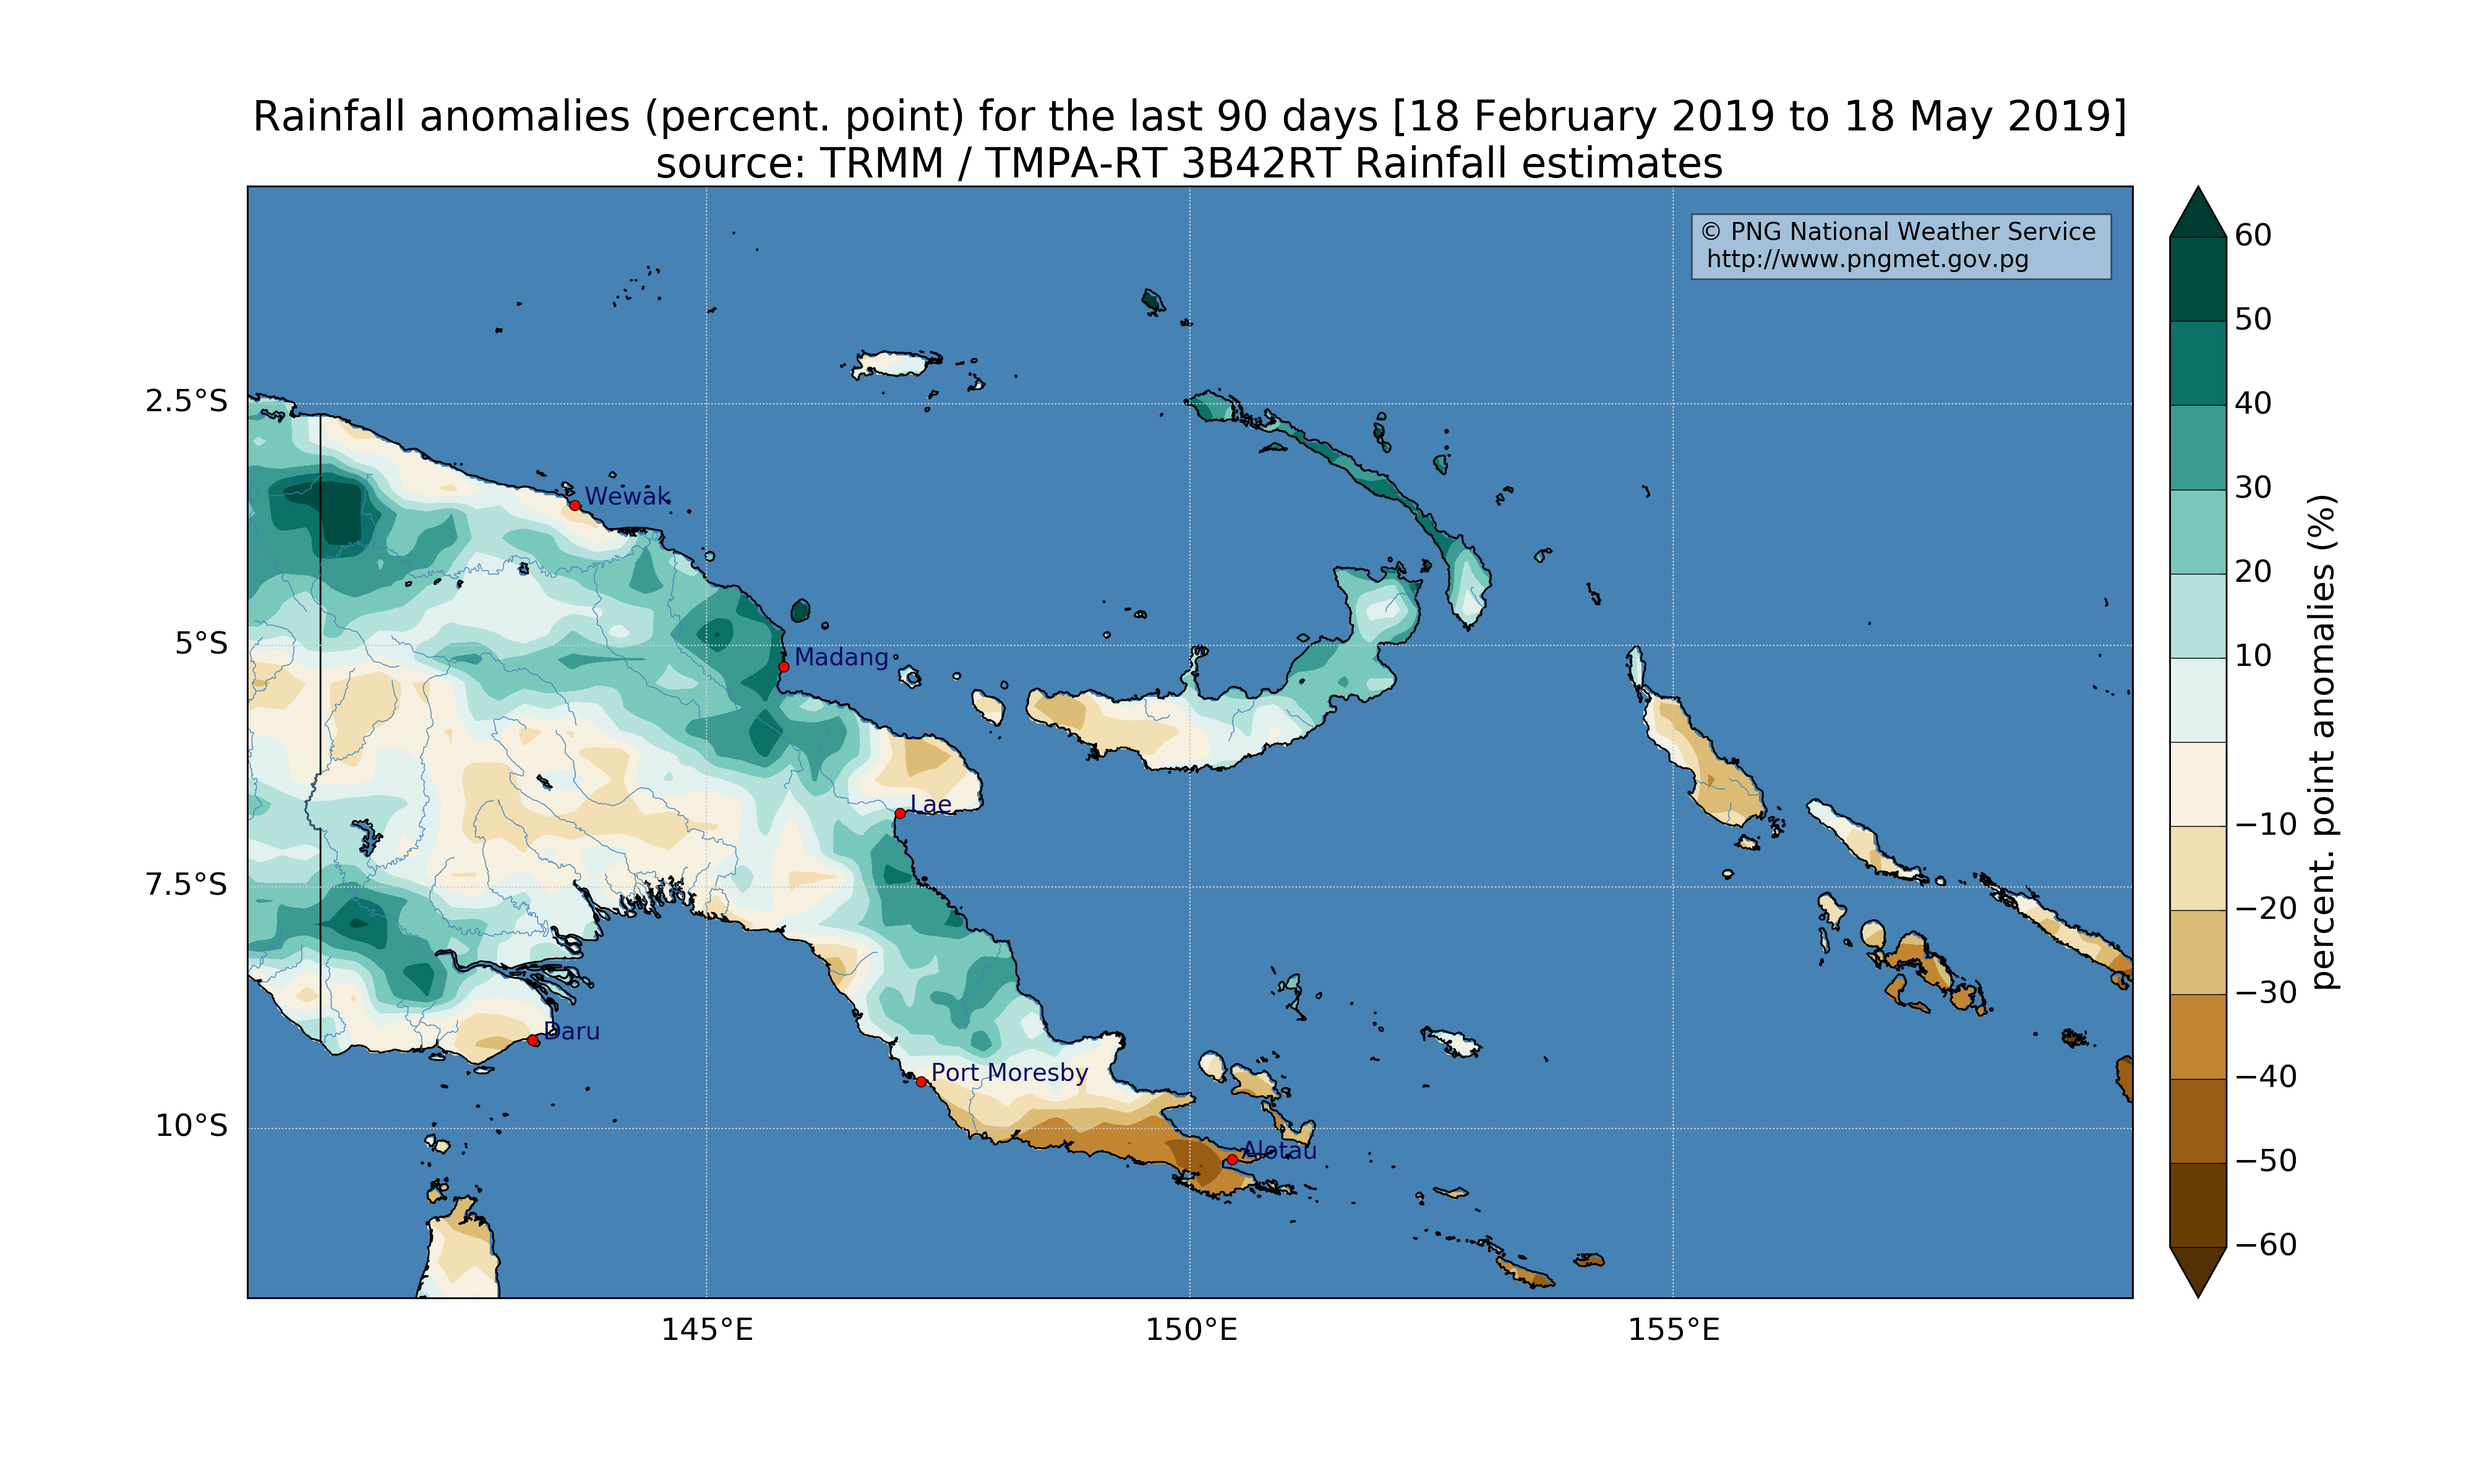 Rainfall anomalies (percent. point) for the last 90 days [18 February 2019 to 18 May 2019]
source: TRMM / TMPA-RT 3B42RT Rainfall estimates
© PNG National Weather Service
http://www.pngmet.gov.pg
2.5°S
5°S
7.5°S
10°S
Wewak
Madang
Lae
Daru
Port Moresby
Alotau
145°E
150°E
155°E
60
50
40
30
20
10
−10
−20
−30
−40
−50
−60
percent. point anomalies (%)